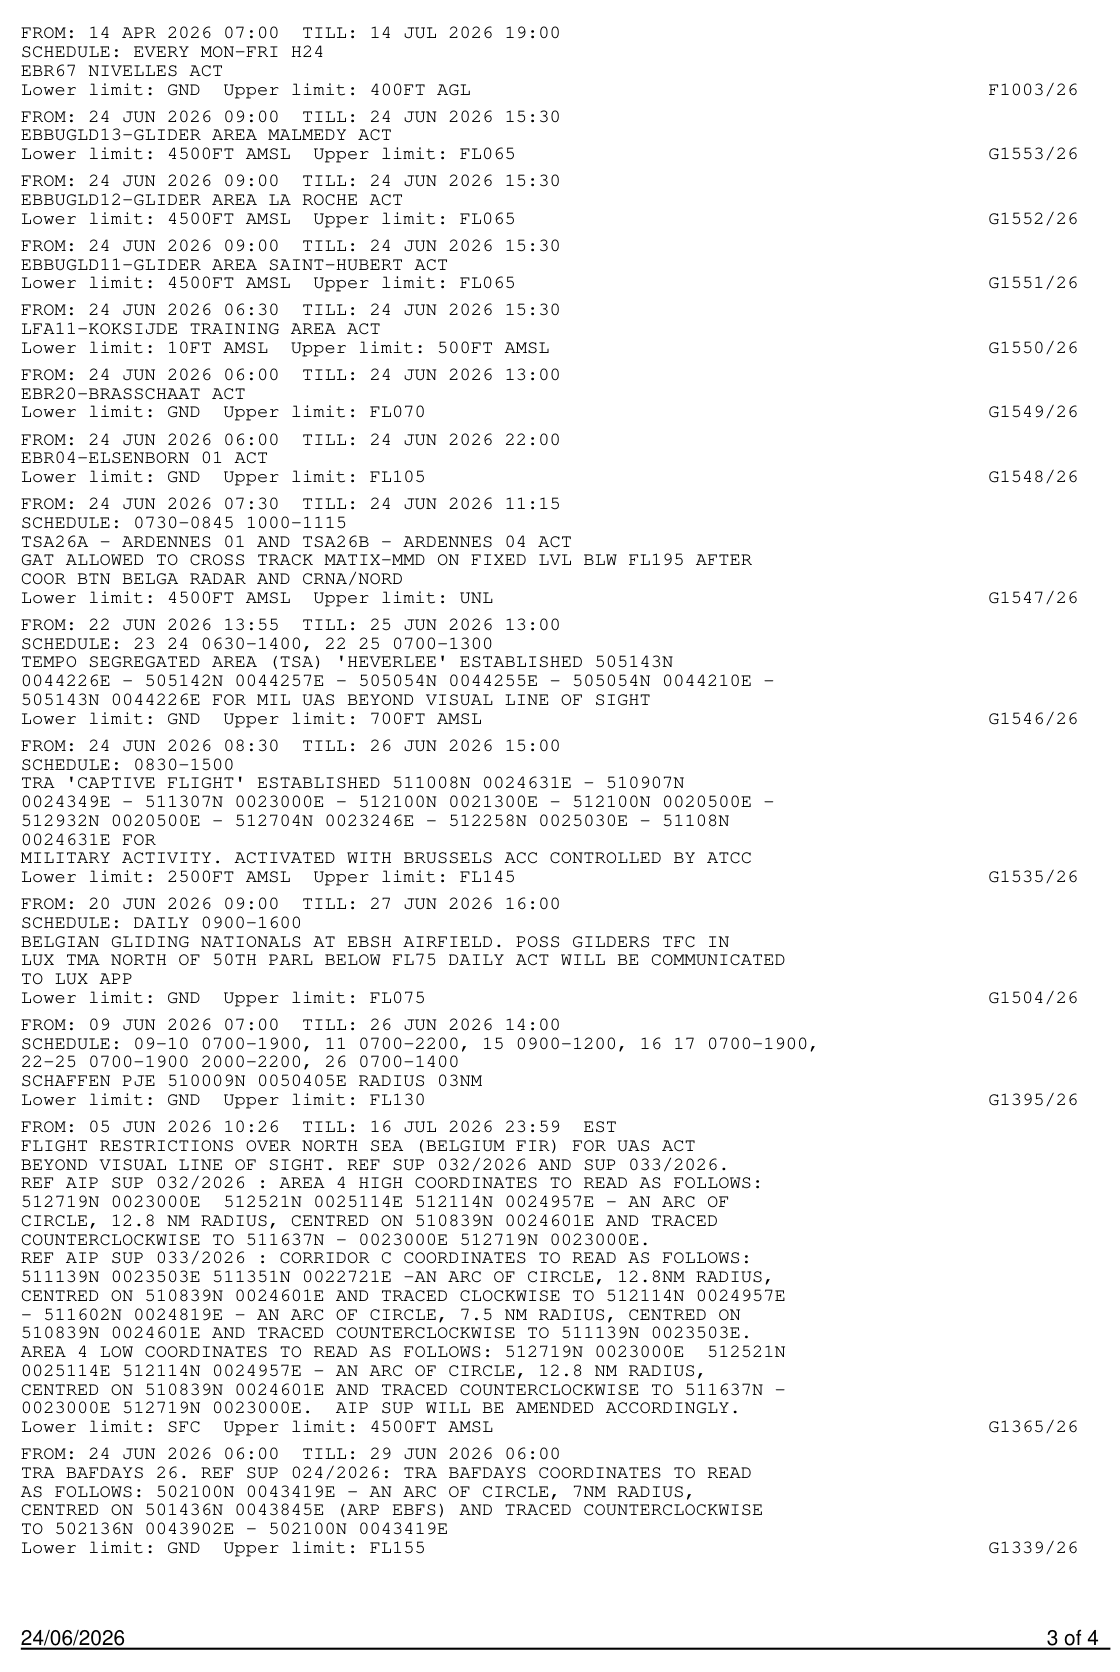 FROM: 14 APR 2026 07:00  TILL: 14 JUL 2026 19:00
SCHEDULE: EVERY MON-FRI H24
EBR67 NIVELLES ACT
Lower limit: GND  Upper limit: 400FT AGL F1003/26
FROM: 24 JUN 2026 09:00  TILL: 24 JUN 2026 15:30
EBBUGLD13-GLIDER AREA MALMEDY ACT
Lower limit: 4500FT AMSL  Upper limit: FL065 G1553/26
FROM: 24 JUN 2026 09:00  TILL: 24 JUN 2026 15:30
EBBUGLD12-GLIDER AREA LA ROCHE ACT
Lower limit: 4500FT AMSL  Upper limit: FL065 G1552/26
FROM: 24 JUN 2026 09:00  TILL: 24 JUN 2026 15:30
EBBUGLD11-GLIDER AREA SAINT-HUBERT ACT
Lower limit: 4500FT AMSL  Upper limit: FL065 G1551/26
FROM: 24 JUN 2026 06:30  TILL: 24 JUN 2026 15:30
LFA11-KOKSIJDE TRAINING AREA ACT
Lower limit: 10FT AMSL  Upper limit: 500FT AMSL G1550/26
FROM: 24 JUN 2026 06:00  TILL: 24 JUN 2026 13:00
EBR20-BRASSCHAAT ACT
Lower limit: GND  Upper limit: FL070 G1549/26
FROM: 24 JUN 2026 06:00  TILL: 24 JUN 2026 22:00
EBR04-ELSENBORN 01 ACT
Lower limit: GND  Upper limit: FL105 G1548/26
FROM: 24 JUN 2026 07:30  TILL: 24 JUN 2026 11:15
SCHEDULE: 0730-0845 1000-1115
TSA26A - ARDENNES 01 AND TSA26B - ARDENNES 04 ACT
GAT ALLOWED TO CROSS TRACK MATIX-MMD ON FIXED LVL BLW FL195 AFTER
COOR BTN BELGA RADAR AND CRNA/NORD
Lower limit: 4500FT AMSL  Upper limit: UNL G1547/26
FROM: 22 JUN 2026 13:55  TILL: 25 JUN 2026 13:00
SCHEDULE: 23 24 0630-1400, 22 25 0700-1300
TEMPO SEGREGATED AREA (TSA) 'HEVERLEE' ESTABLISHED 505143N
0044226E - 505142N 0044257E - 505054N 0044255E - 505054N 0044210E -
505143N 0044226E FOR MIL UAS BEYOND VISUAL LINE OF SIGHT
Lower limit: GND  Upper limit: 700FT AMSL G1546/26
FROM: 24 JUN 2026 08:30  TILL: 26 JUN 2026 15:00
SCHEDULE: 0830-1500
TRA 'CAPTIVE FLIGHT' ESTABLISHED 511008N 0024631E - 510907N
0024349E - 511307N 0023000E - 512100N 0021300E - 512100N 0020500E -
512932N 0020500E - 512704N 0023246E - 512258N 0025030E - 51108N
0024631E FOR
MILITARY ACTIVITY. ACTIVATED WITH BRUSSELS ACC CONTROLLED BY ATCC
Lower limit: 2500FT AMSL  Upper limit: FL145 G1535/26
FROM: 20 JUN 2026 09:00  TILL: 27 JUN 2026 16:00
SCHEDULE: DAILY 0900-1600
BELGIAN GLIDING NATIONALS AT EBSH AIRFIELD. POSS GILDERS TFC IN
LUX TMA NORTH OF 50TH PARL BELOW FL75 DAILY ACT WILL BE COMMUNICATED
TO LUX APP
Lower limit: GND  Upper limit: FL075 G1504/26
FROM: 09 JUN 2026 07:00  TILL: 26 JUN 2026 14:00
SCHEDULE: 09-10 0700-1900, 11 0700-2200, 15 0900-1200, 16 17 0700-1900,
22-25 0700-1900 2000-2200, 26 0700-1400
SCHAFFEN PJE 510009N 0050405E RADIUS 03NM
Lower limit: GND  Upper limit: FL130 G1395/26
FROM: 05 JUN 2026 10:26  TILL: 16 JUL 2026 23:59  EST
FLIGHT RESTRICTIONS OVER NORTH SEA (BELGIUM FIR) FOR UAS ACT
BEYOND VISUAL LINE OF SIGHT. REF SUP 032/2026 AND SUP 033/2026.
REF AIP SUP 032/2026 : AREA 4 HIGH COORDINATES TO READ AS FOLLOWS:
512719N 0023000E  512521N 0025114E 512114N 0024957E - AN ARC OF
CIRCLE, 12.8 NM RADIUS, CENTRED ON 510839N 0024601E AND TRACED
COUNTERCLOCKWISE TO 511637N - 0023000E 512719N 0023000E.
REF AIP SUP 033/2026 : CORRIDOR C COORDINATES TO READ AS FOLLOWS:
511139N 0023503E 511351N 0022721E -AN ARC OF CIRCLE, 12.8NM RADIUS,
CENTRED ON 510839N 0024601E AND TRACED CLOCKWISE TO 512114N 0024957E
- 511602N 0024819E - AN ARC OF CIRCLE, 7.5 NM RADIUS, CENTRED ON
510839N 0024601E AND TRACED COUNTERCLOCKWISE TO 511139N 0023503E.
AREA 4 LOW COORDINATES TO READ AS FOLLOWS: 512719N 0023000E  512521N
0025114E 512114N 0024957E - AN ARC OF CIRCLE, 12.8 NM RADIUS,
CENTRED ON 510839N 0024601E AND TRACED COUNTERCLOCKWISE TO 511637N -
0023000E 512719N 0023000E.  AIP SUP WILL BE AMENDED ACCORDINGLY.
Lower limit: SFC  Upper limit: 4500FT AMSL G1365/26
FROM: 24 JUN 2026 06:00  TILL: 29 JUN 2026 06:00
TRA BAFDAYS 26. REF SUP 024/2026: TRA BAFDAYS COORDINATES TO READ
AS FOLLOWS: 502100N 0043419E - AN ARC OF CIRCLE, 7NM RADIUS,
CENTRED ON 501436N 0043845E (ARP EBFS) AND TRACED COUNTERCLOCKWISE
TO 502136N 0043902E - 502100N 0043419E
Lower limit: GND  Upper limit: FL155 G1339/26
24/06/2026 3 of 4